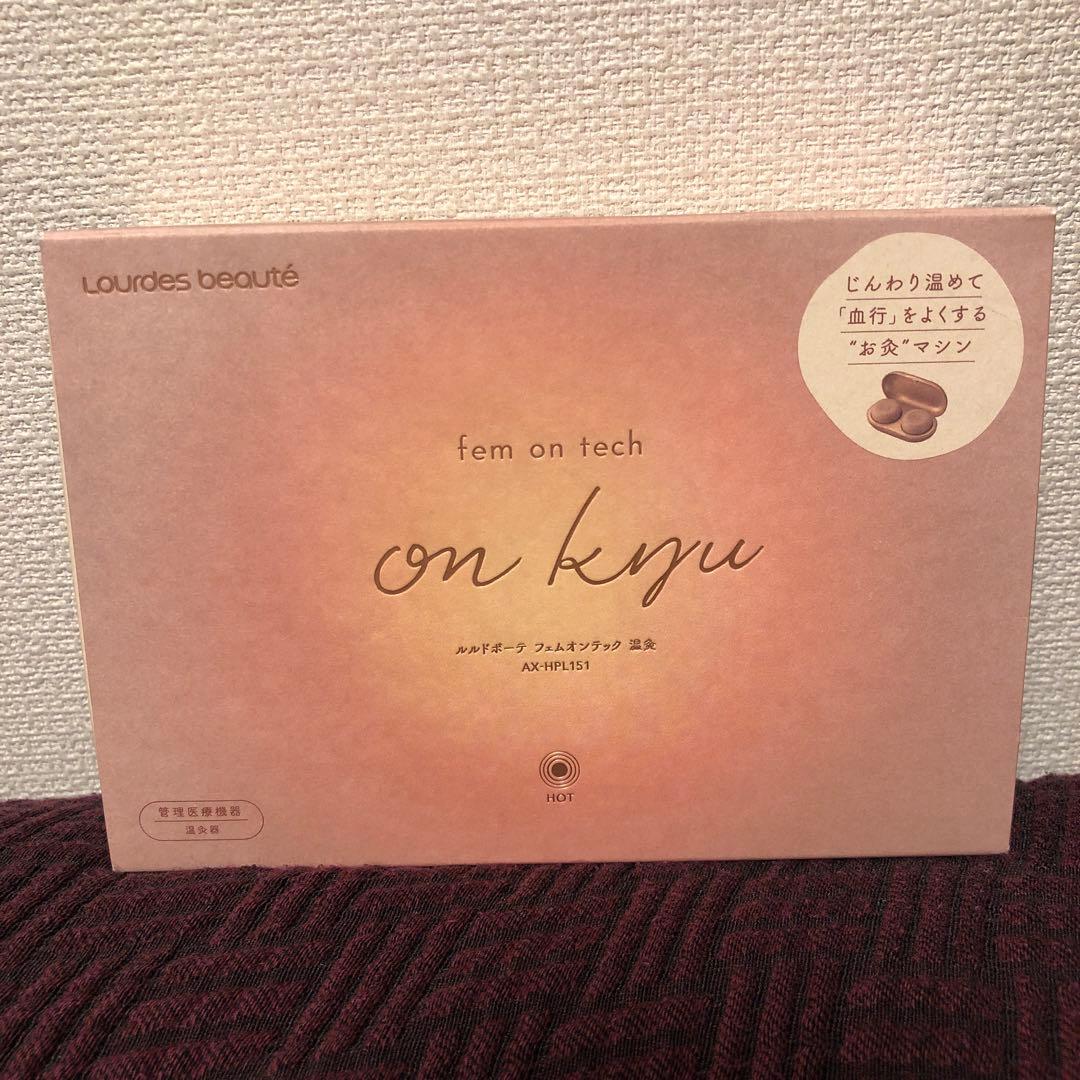 Lourdes beauté
じんわり温めて
「血行」をよくする
“お灸”マシン
fem on tech
on kyu
ルルドボーテ フェムオンテック 温灸
AX-HPL151
HOT
管理医療機器
温灸器